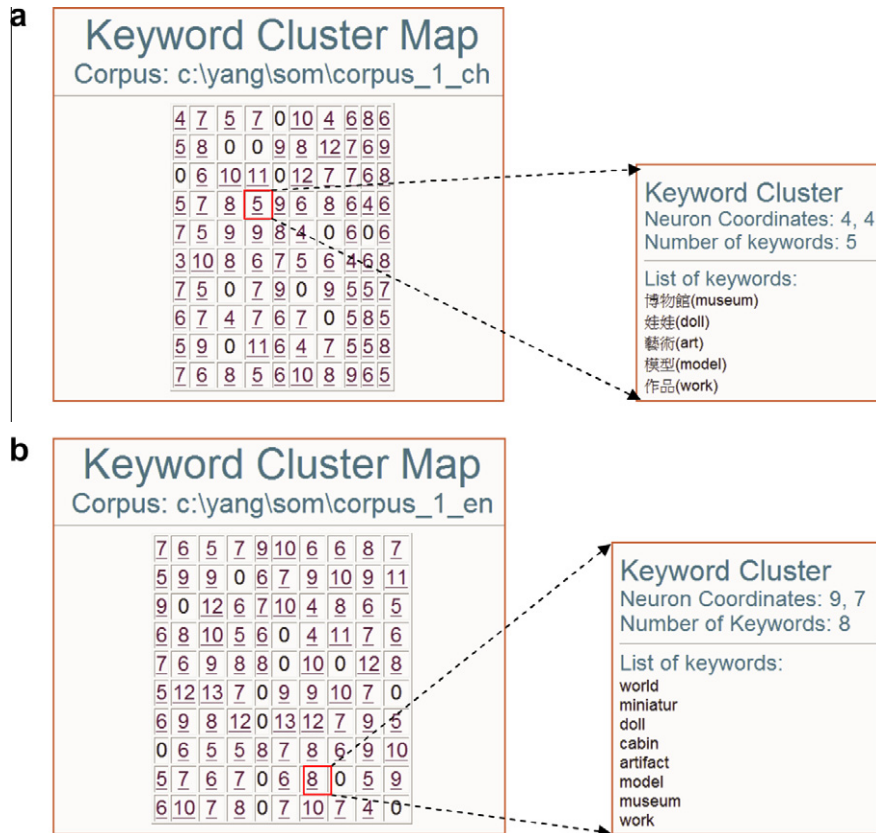 a
Keyword Cluster Map
Corpus: c:\yang\som\corpus_1_ch
4 7 5 7 0 10 4 6 8 6
5 8 0 0 9 8 12 7 6 9
0 6 10 11 0 12 7 7 6 8
5 7 8 5 9 6 8 6 4 6
7 5 9 9 8 4 0 6 0 6
3 10 8 6 7 5 6 4 6 8
7 5 0 7 9 0 9 5 5 7
6 7 4 7 6 7 0 5 8 5
5 9 0 11 6 4 7 5 5 8
7 6 8 5 6 10 8 9 6 5
Keyword Cluster
Neuron Coordinates: 4, 4
Number of keywords: 5
List of keywords:
博物館(museum)
娃娃(doll)
藝術(art)
模型(model)
作品(work)
b
Keyword Cluster Map
Corpus: c:\yang\som\corpus_1_en
7 6 5 7 9 10 6 6 8 7
5 9 9 0 6 7 9 10 9 11
9 0 12 6 7 10 4 8 6 5
6 8 10 5 6 0 4 11 7 6
7 6 9 8 8 0 10 0 12 8
5 12 13 7 0 9 9 10 7 0
6 9 8 12 0 13 12 7 9 5
0 6 5 5 8 7 8 6 9 10
5 7 6 7 0 6 8 0 5 9
6 10 7 8 0 7 10 7 4 0
Keyword Cluster
Neuron Coordinates: 9, 7
Number of Keywords: 8
List of keywords:
world
miniatur
doll
cabin
artifact
model
museum
work